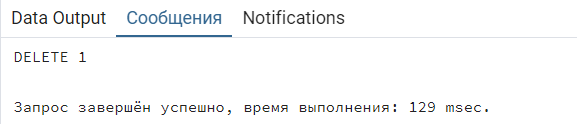 Data Output Сообщения Notifications
DELETE 1
Запрос завершён успешно, время выполнения: 129 msec.